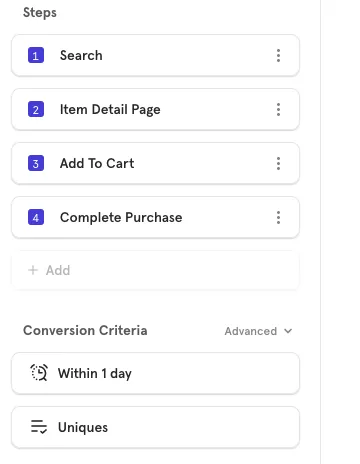 Steps
1 Search
2 Item Detail Page
3 Add To Cart
4 Complete Purchase
+ Add
Conversion Criteria Advanced
Within 1 day
Uniques